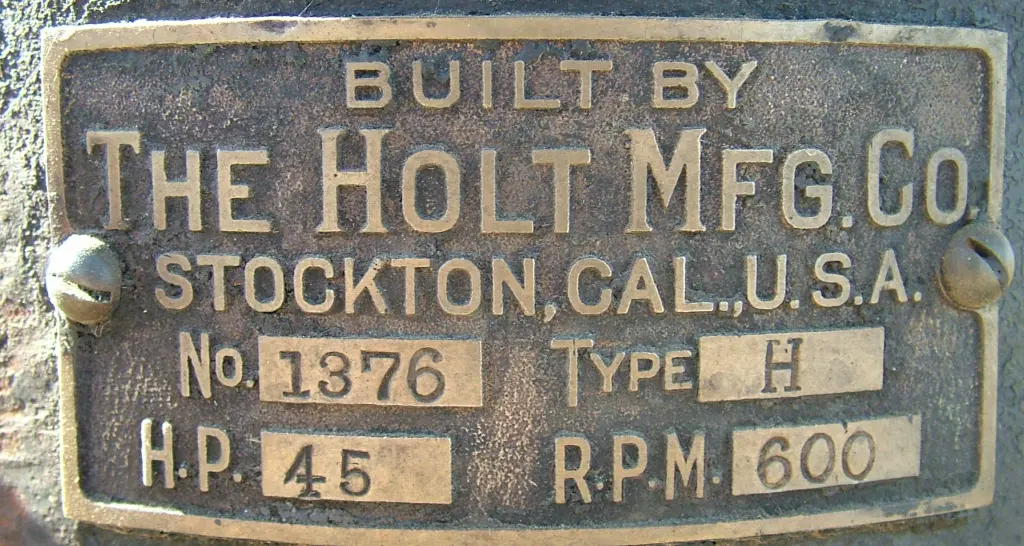 BUILT BY
THE HOLT MFG. CO.
STOCKTON, CAL., U.S.A.
No. 1376 TYPE H
H.P. 45 R.P.M. 600